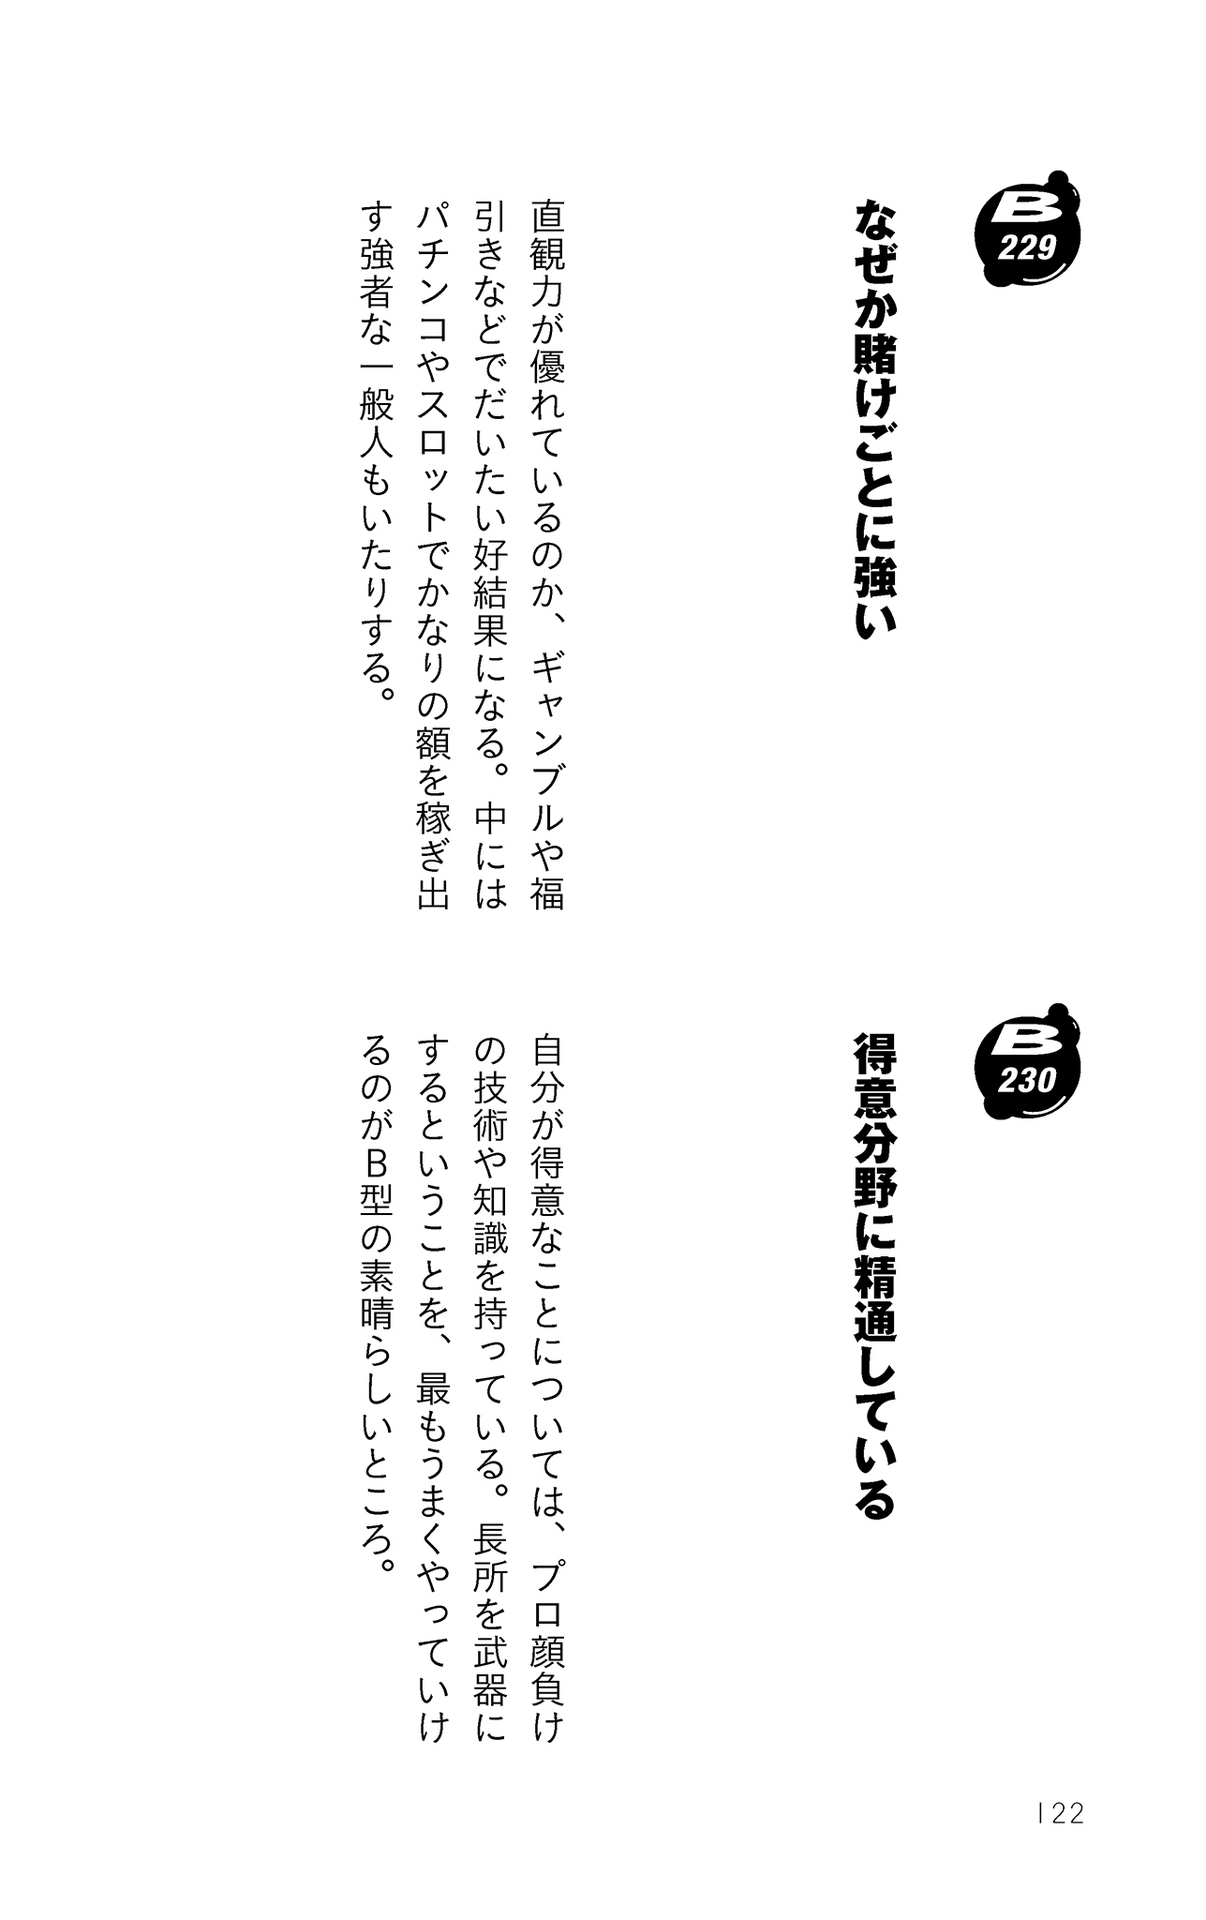 B
229
なぜか賭けごとに強い
直観力が優れているのか、ギャンブルや福
引きなどでだいたい好結果になる。中には
パチンコやスロットでかなりの額を稼ぎ出
す強者な一般人もいたりする。
B
230
得意分野に精通している
自分が得意なことについては、プロ顔負け
の技術や知識を持っている。長所を武器に
するということを、最もうまくやっていけ
るのがB型の素晴らしいところ。
122